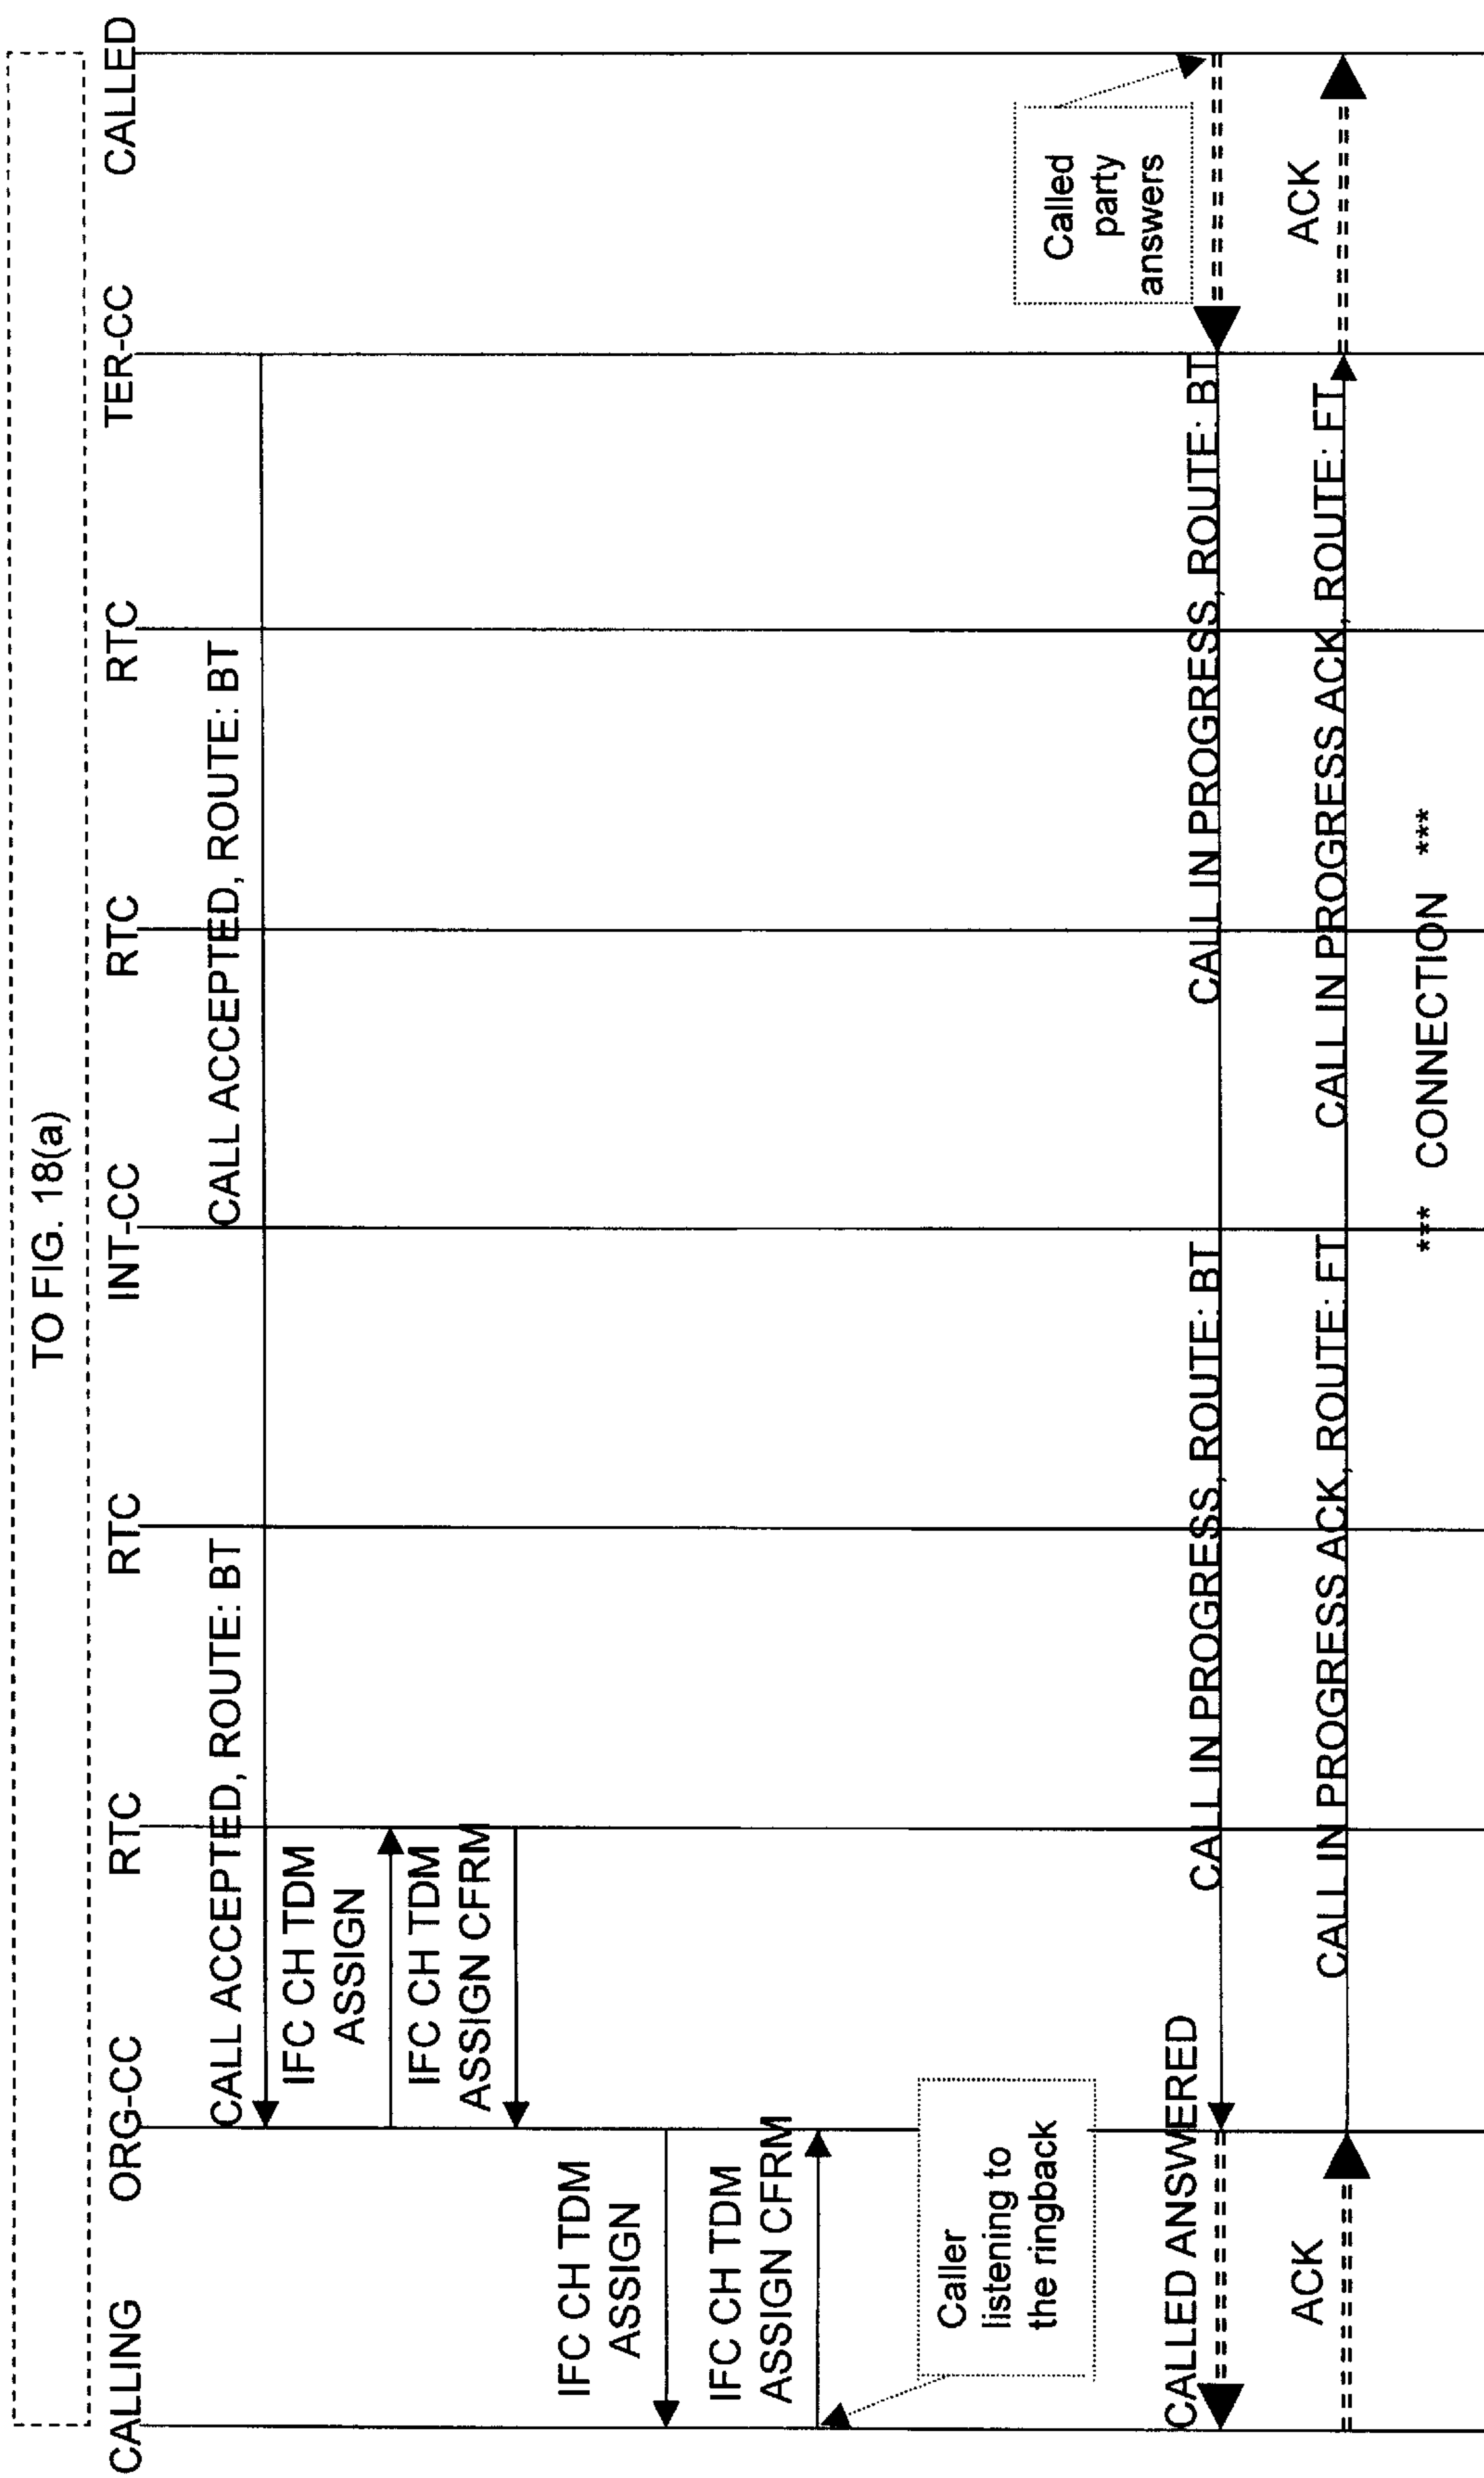 TO FIG. 18(a)
CALLING
ORG-CC
RTC
RTC
INT-CC
RTC
RTC
TER-CC
CALLED
CALL ACCEPTED, ROUTE: BT
CALL ACCEPTED, ROUTE: BT
IFC CH TDM
ASSIGN
IFC CH TDM
ASSIGN CFRM
IFC CH TDM
ASSIGN
IFC CH TDM
ASSIGN CFRM
Caller
listening to
the ringback
Called
party
answers
CALLED ANSWERED
CALL IN PROGRESS, ROUTE: BT
CALL IN PROGRESS, ROUTE: BT
ACK
CALL IN PROGRESS ACK, ROUTE: FT
CALL IN PROGRESS ACK, ROUTE: FT
ACK
*** CONNECTION ***